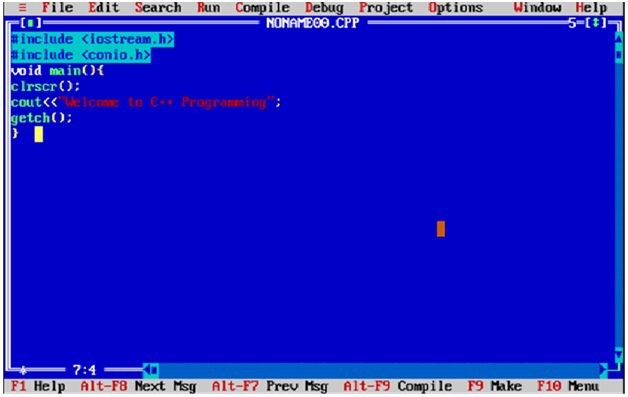 ≡ File Edit Search Run Compile Debug Project Options Window Help
[■] NONAME00.CPP 5=[↕]
#include <iostream.h>
#include <conio.h>
void main(){
clrscr();
cout<<"Welcome to C++ Programming";
getch();
}
* 7:4
F1 Help Alt-F8 Next Msg Alt-F7 Prev Msg Alt-F9 Compile F9 Make F10 Menu